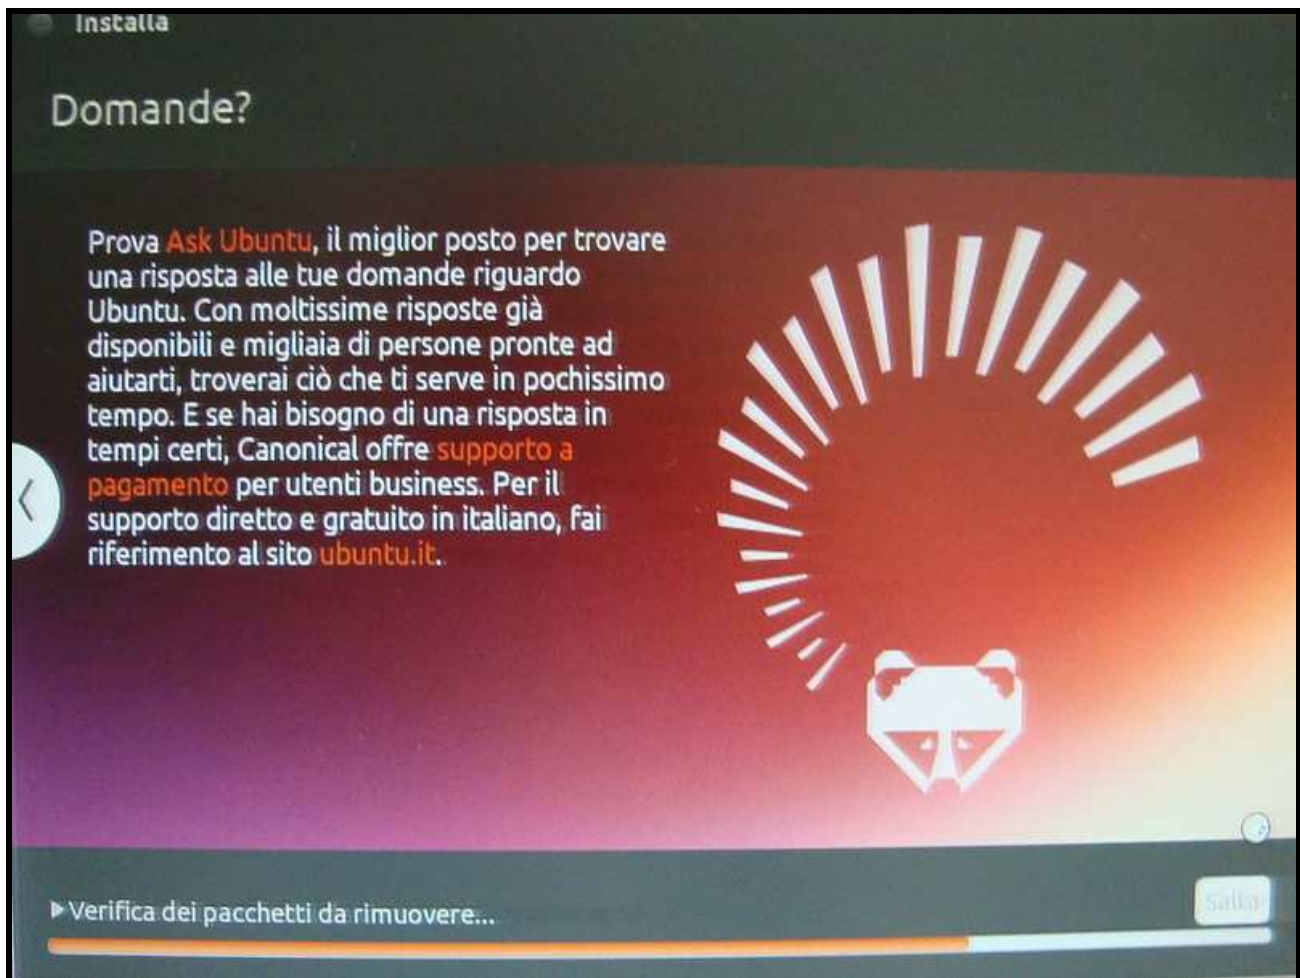 Installa
Domande?
Prova Ask Ubuntu, il miglior posto per trovare
una risposta alle tue domande riguardo
Ubuntu. Con moltissime risposte già
disponibili e migliaia di persone pronte ad
aiutarti, troverai ciò che ti serve in pochissimo
tempo. E se hai bisogno di una risposta in
tempi certi, Canonical offre supporto a
pagamento per utenti business. Per il
supporto diretto e gratuito in italiano, fai
riferimento al sito ubuntu.it.
Verifica dei pacchetti da rimuovere...
Salta